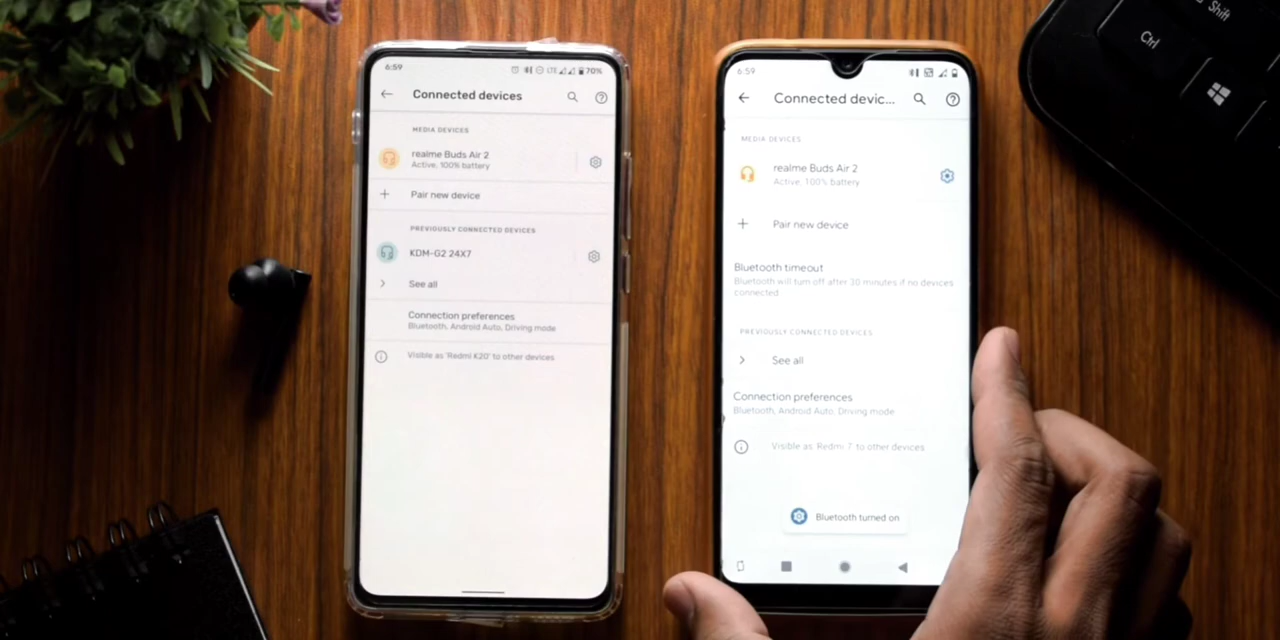 6:59
LTE
70%
Connected devices
MEDIA DEVICES
realme Buds Air 2
Active, 100% battery
Pair new device
PREVIOUSLY CONNECTED DEVICES
KDM-G2 24X7
See all
Connection preferences
Bluetooth, Android Auto, Driving mode
Visible as 'Redmi K20' to other devices
6:59
Connected devic...
MEDIA DEVICES
realme Buds Air 2
Active, 100% battery
Pair new device
Bluetooth timeout
Bluetooth will turn off after 30 minutes if no devices
connected
PREVIOUSLY CONNECTED DEVICES
See all
Connection preferences
Bluetooth, Android Auto, Driving mode
Visible as 'Redmi 7' to other devices
Bluetooth turned on
Shift
Ctrl